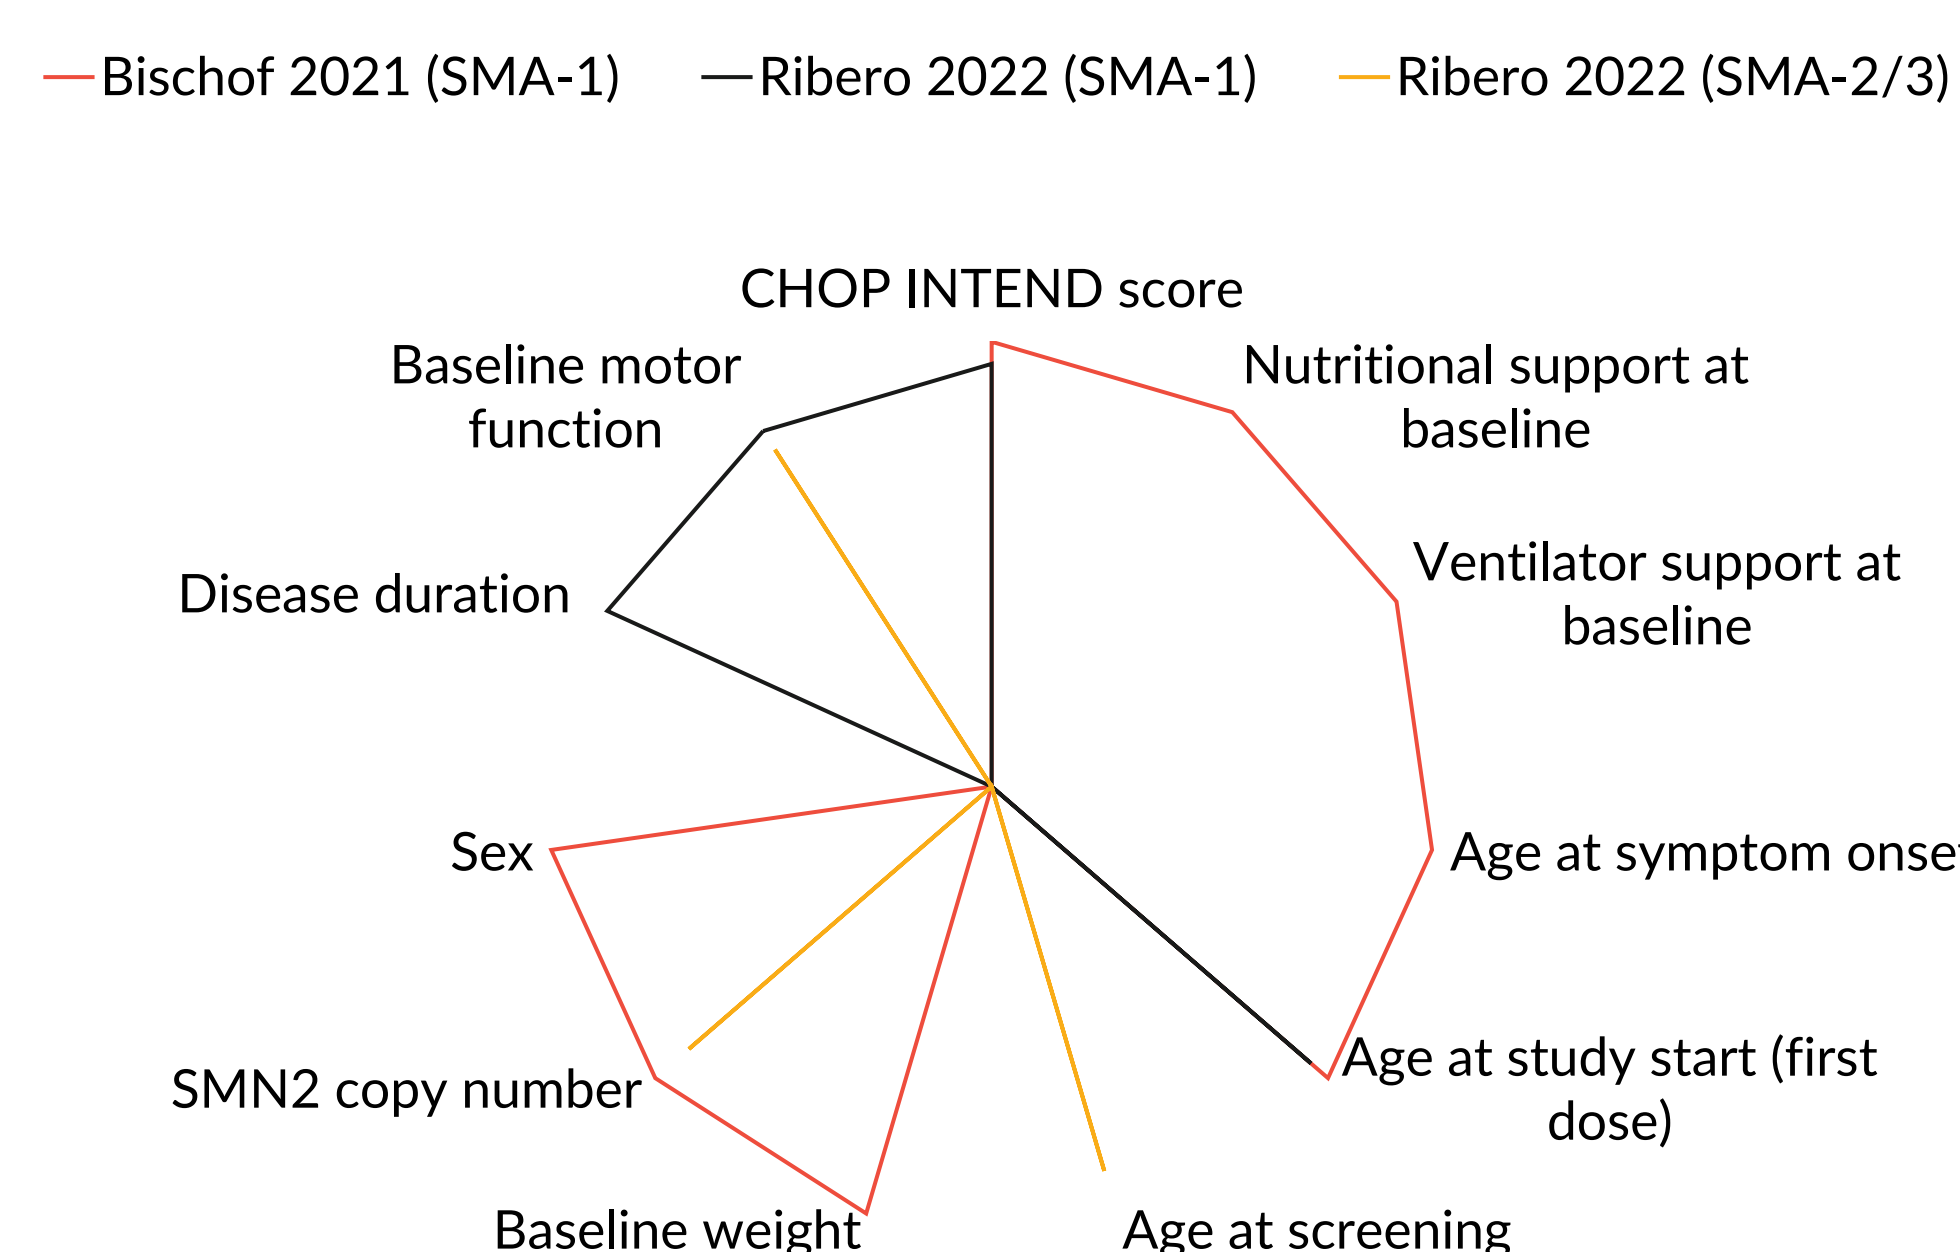 Bischof 2021 (SMA-1) Ribero 2022 (SMA-1) Ribero 2022 (SMA-2/3)
CHOP INTEND score
Baseline motor
function
Nutritional support at
baseline
Ventilator support at
baseline
Disease duration
Sex
Age at symptom onset
Age at study start (first
dose)
SMN2 copy number
Baseline weight
Age at screening